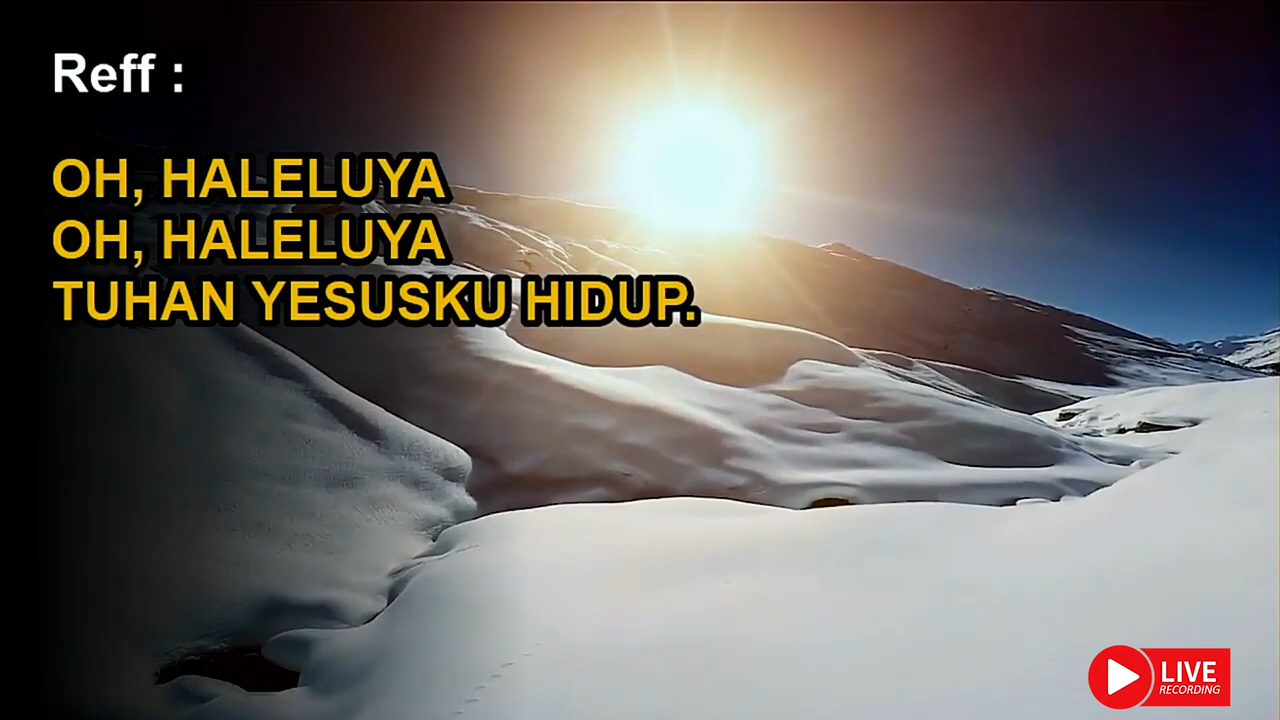 Reff :
OH, HALELUYA
OH, HALELUYA
TUHAN YESUSKU HIDUP.
LIVE
RECORDING